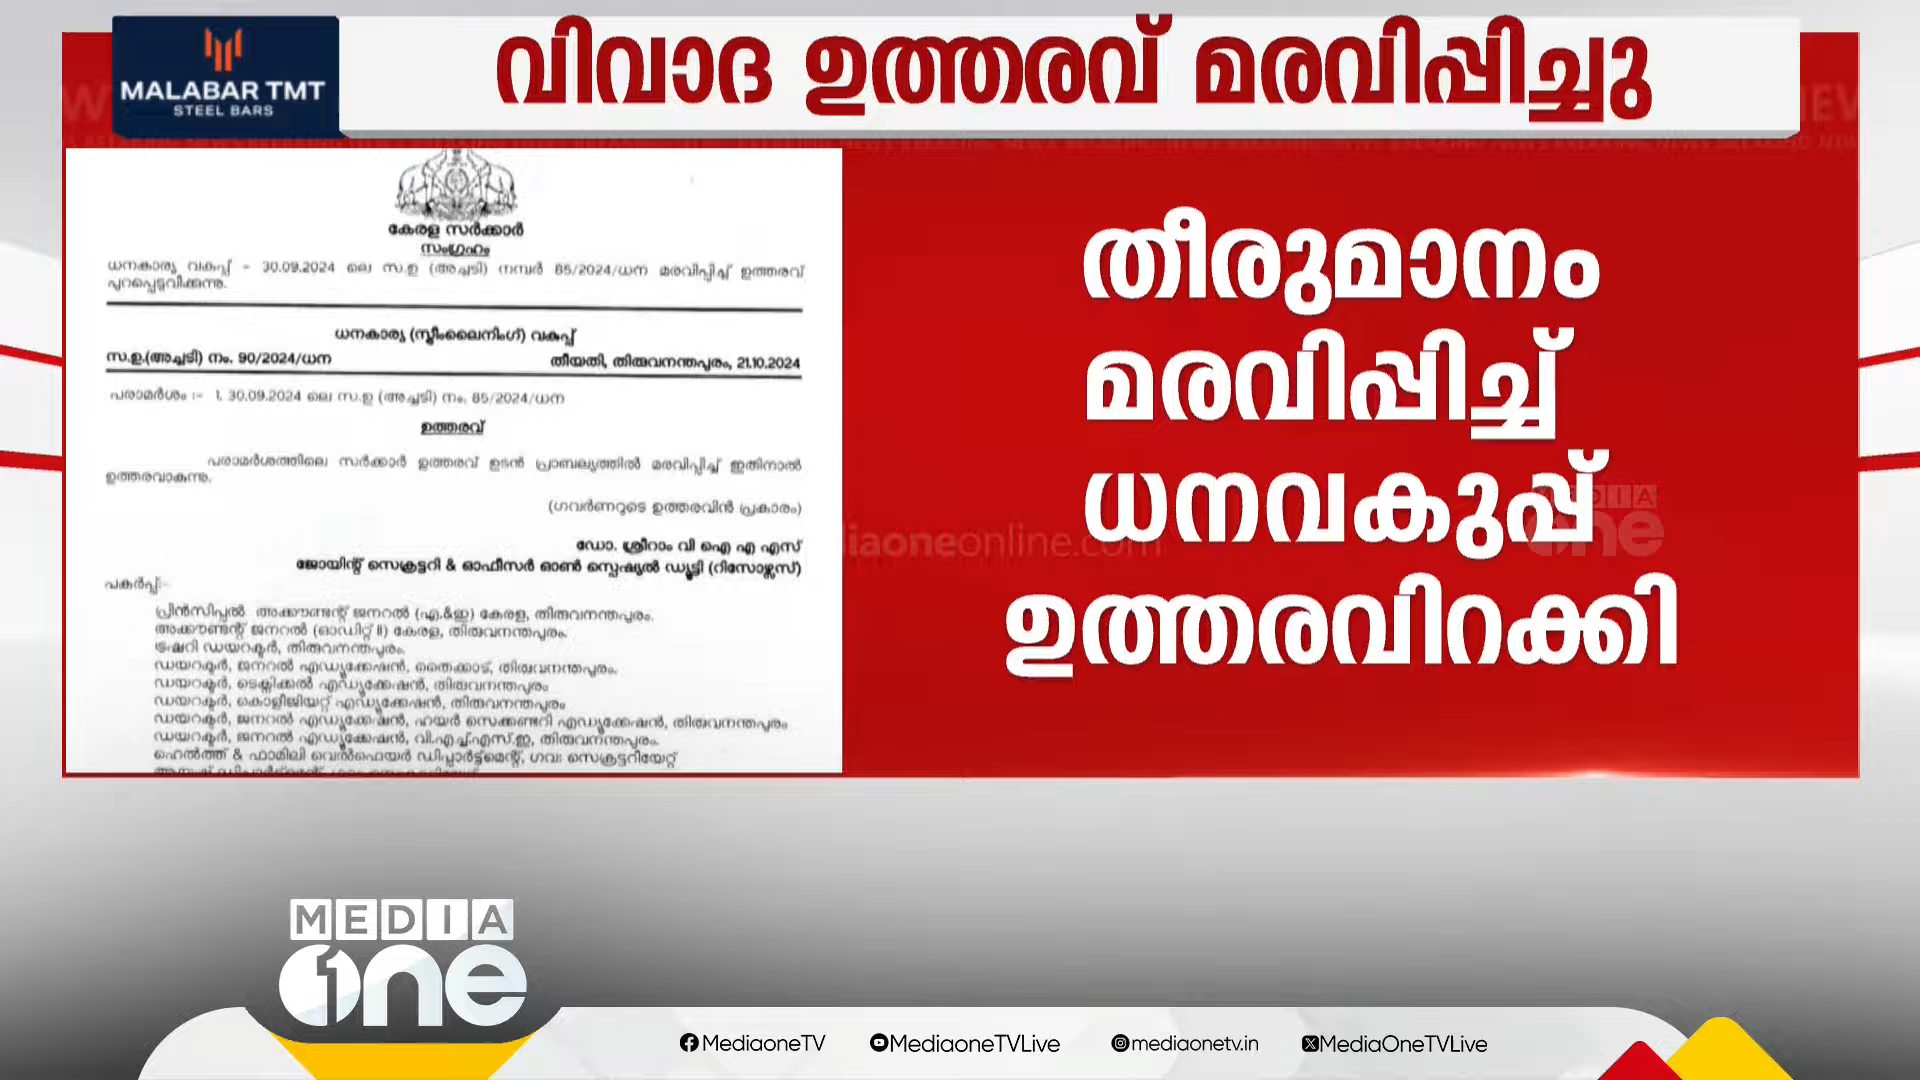 MALABAR TMT
STEEL BARS
വിവാദ ഉത്തരവ് മരവിപ്പിച്ചു
കേരള സർക്കാർ
സംഗ്രഹം
ധനകാര്യ വകുപ്പ് - 30.09.2024 ലെ സ.ഉ (അച്ചടി) നമ്പർ 85/2024/ധന മരവിപ്പിച്ച് ഉത്തരവ്
പുറപ്പെടുവിക്കുന്നു.
ധനകാര്യ (സ്ട്രീംലൈനിംഗ്) വകുപ്പ്
സ.ഉ.(അച്ചടി) നം. 90/2024/ധന തീയതി, തിരുവനന്തപുരം, 21.10.2024
പരാമർശം :- 1. 30.09.2024 ലെ സ.ഉ (അച്ചടി) നം. 85/2024/ധന
ഉത്തരവ്
പരാമർശത്തിലെ സർക്കാർ ഉത്തരവ് ഉടൻ പ്രാബല്യത്തിൽ മരവിപ്പിച്ച് ഇതിനാൽ
ഉത്തരവാകുന്നു.
(ഗവർണറുടെ ഉത്തരവിൻ പ്രകാരം)
ഡോ. ശ്രീറാം വി ഐ എ എസ്
ജോയിന്റ് സെക്രട്ടറി & ഓഫീസർ ഓൺ സ്പെഷ്യൽ ഡ്യൂട്ടി (റിസോഴ്സസ്)
പകർപ്പ്:-
പ്രിൻസിപ്പൽ അക്കൗണ്ടന്റ് ജനറൽ (എ.&ഇ) കേരള, തിരുവനന്തപുരം.
അക്കൗണ്ടന്റ് ജനറൽ (ഓഡിറ്റ് II) കേരള, തിരുവനന്തപുരം.
ട്രഷറി ഡയറക്ടർ, തിരുവനന്തപുരം.
ഡയറക്ടർ, ജനറൽ എഡ്യൂക്കേഷൻ, തൈക്കാട്, തിരുവനന്തപുരം.
ഡയറക്ടർ, ടെക്നിക്കൽ എഡ്യൂക്കേഷൻ, തിരുവനന്തപുരം
ഡയറക്ടർ, കൊളീജിയറ്റ് എഡ്യൂക്കേഷൻ, തിരുവനന്തപുരം
ഡയറക്ടർ, ജനറൽ എഡ്യൂക്കേഷൻ, ഹയർ സെക്കണ്ടറി എഡ്യൂക്കേഷൻ, തിരുവനന്തപുരം
ഡയറക്ടർ, ജനറൽ എഡ്യൂക്കേഷൻ, വി.എച്ച്.എസ്.ഇ, തിരുവനന്തപുരം.
ഹെൽത്ത് & ഫാമിലി വെൽഫെയർ ഡിപ്പാർട്ട്മെന്റ്, ഗവ: സെക്രട്ടറിയേറ്റ്
തീരുമാനം
മരവിപ്പിച്ച്
ധനവകുപ്പ്
ഉത്തരവിറക്കി
mediaoneonline.com
MEDIA
one
MEDIA
one
MediaoneTV MediaoneTVLive mediaonetv.in MediaOneTVLive